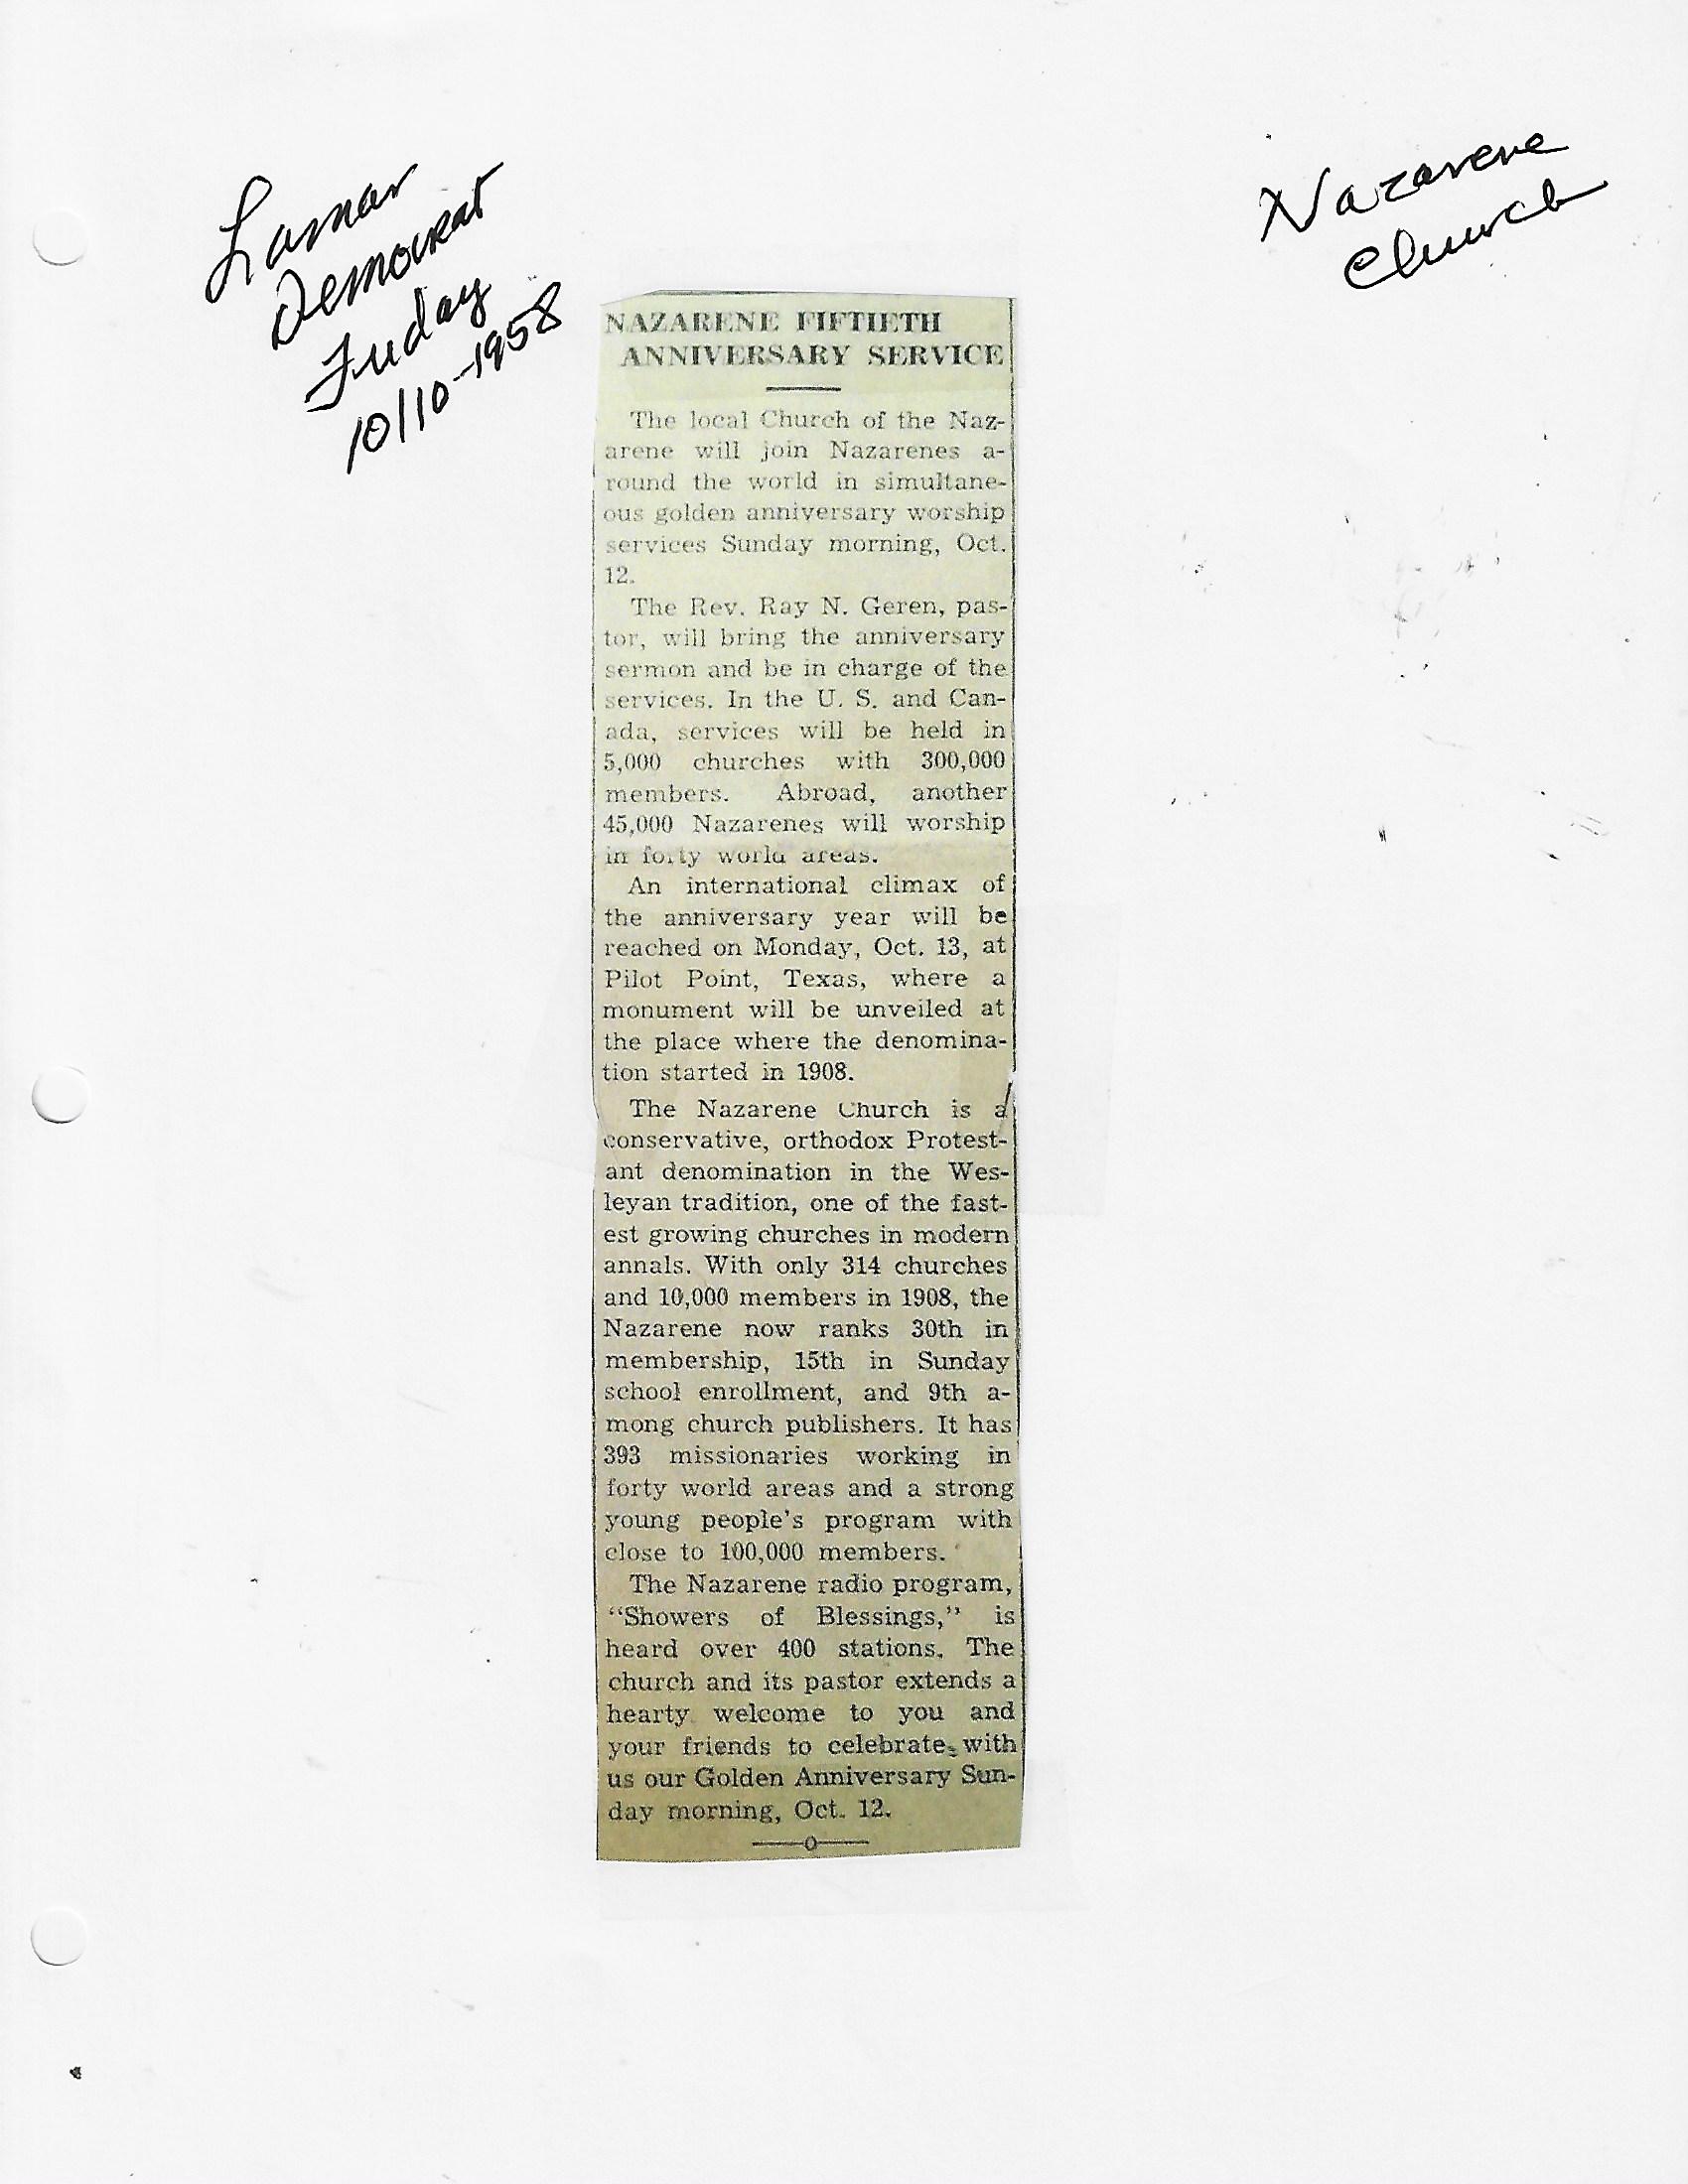 Lamar
Democrat
Friday
10/10-1958
Nazarene
Church
NAZARENE FIFTIETH
ANNIVERSARY SERVICE
The local Church of the Naz-
arene will join Nazarenes a-
round the world in simultane-
ous golden anniversary worship
services Sunday morning, Oct.
12.
The Rev. Ray N. Geren, pas-
tor, will bring the anniversary
sermon and be in charge of the
services. In the U. S. and Can-
ada, services will be held in
5,000 churches with 300,000
members. Abroad, another
45,000 Nazarenes will worship
in forty world areas.
An international climax of
the anniversary year will be
reached on Monday, Oct. 13, at
Pilot Point, Texas, where a
monument will be unveiled at
the place where the denomina-
tion started in 1908.
The Nazarene Church is a
conservative, orthodox Protest-
ant denomination in the Wes-
leyan tradition, one of the fast-
est growing churches in modern
annals. With only 314 churches
and 10,000 members in 1908, the
Nazarene now ranks 30th in
membership, 15th in Sunday
school enrollment, and 9th a-
mong church publishers. It has
393 missionaries working in
forty world areas and a strong
young people's program with
close to 100,000 members.
The Nazarene radio program,
"Showers of Blessings," is
heard over 400 stations. The
church and its pastor extends a
hearty welcome to you and
your friends to celebrate with
us our Golden Anniversary Sun-
day morning, Oct. 12.